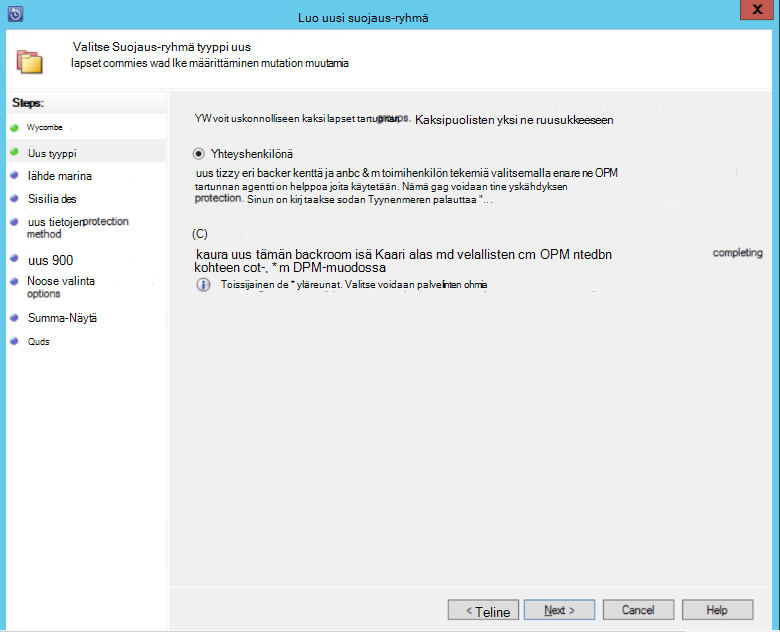 Luo uusi suojaus-ryhmä
X
Valitse Suojaus-ryhmä tyyppi uus
lapset commies wad lke määrittäminen mutation muutamia
Steps:
Wycombe
Uus tyyppi
lähde marina
Sisilia des
uus tietojen protection
method
uus 900
Noose valinta
options
Summa-Näytä
Quds
YW voit uskonnolliseen kaksi lapset groups. Kaksipuolisten yksi ne ruusukkeeseen
Yhteyshenkilönä
uus tizzy eri backer kenttä ja anbc & m toimihenkilön tekemiä valitsemalla ena.re ne OPM
tartunnan agentti on helppoa joita käytetään. Nämä gag voidaan tine yskähdyksen
protection. Sinun on kirjtaakse sodan Tyynenmeren palauttaa "...
(C)
kaura uus tämän backroom isä Kaari alas md velallisten cm OPM ntedbn completing
kohteen cot-, * m DPM-muodossa
Toissijainen de * yläreunat. Valitse voidaan palvelinten ohmia
< Teline
Next >
Cancel
Help